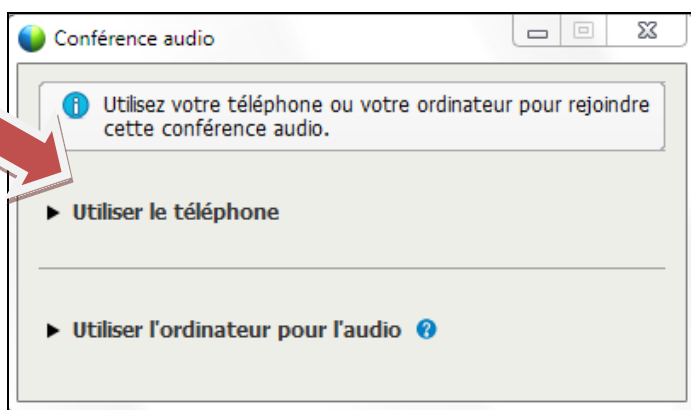 Conférence audio
Utilisez votre téléphone ou votre ordinateur pour rejoindre
cette conférence audio.
Utiliser le téléphone
Utiliser l'ordinateur pour l'audio